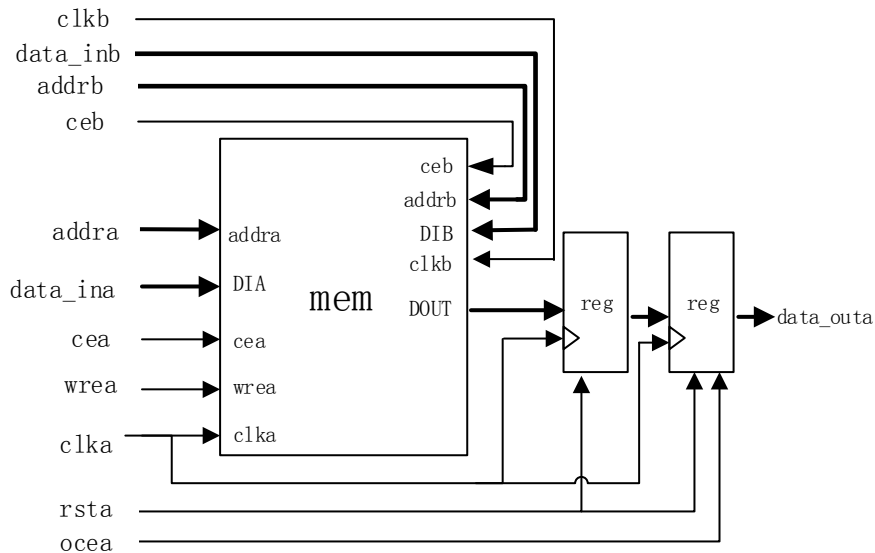 clkb
data_inb
addrb
ceb
addra
data_ina
cea
wrea
clka
rsta
ocea
ceb
addrb
DIB
clkb
DOUT
addra
DIA
cea
wrea
clka
mem
reg
reg
data_outa